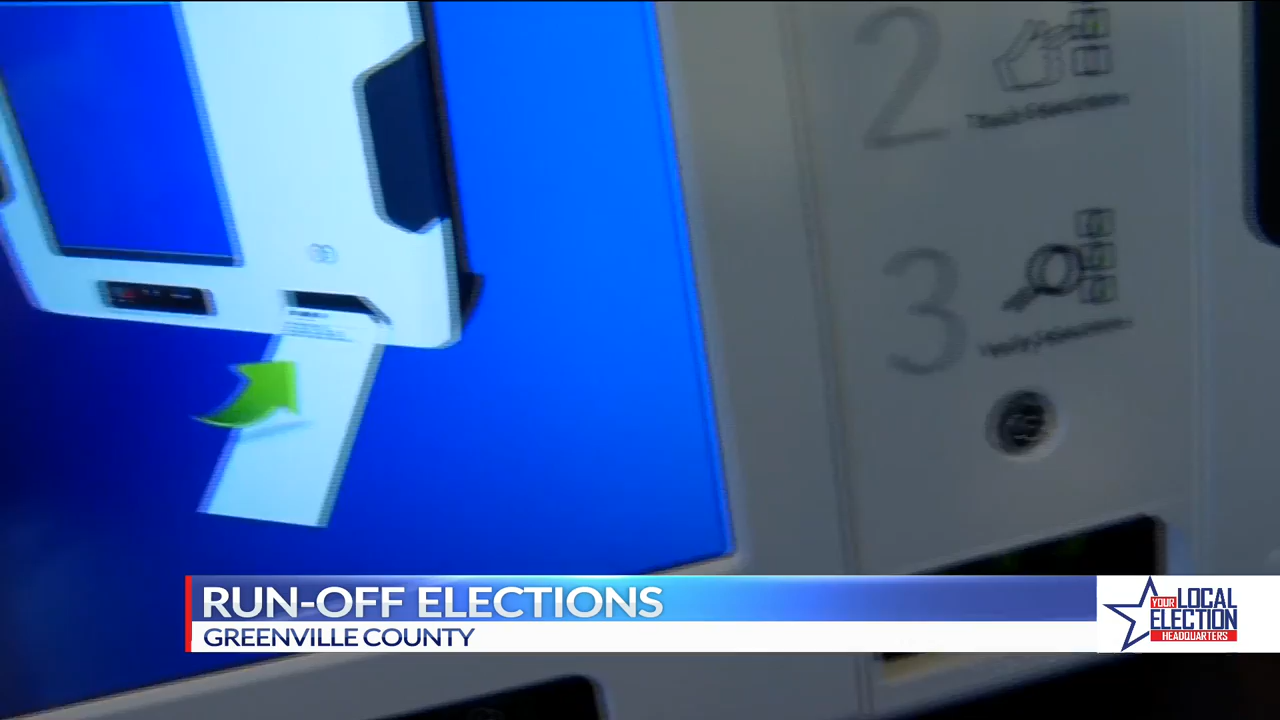 2
3
RUN-OFF ELECTIONS
GREENVILLE COUNTY
YOUR LOCAL
ELECTION
HEADQUARTERS